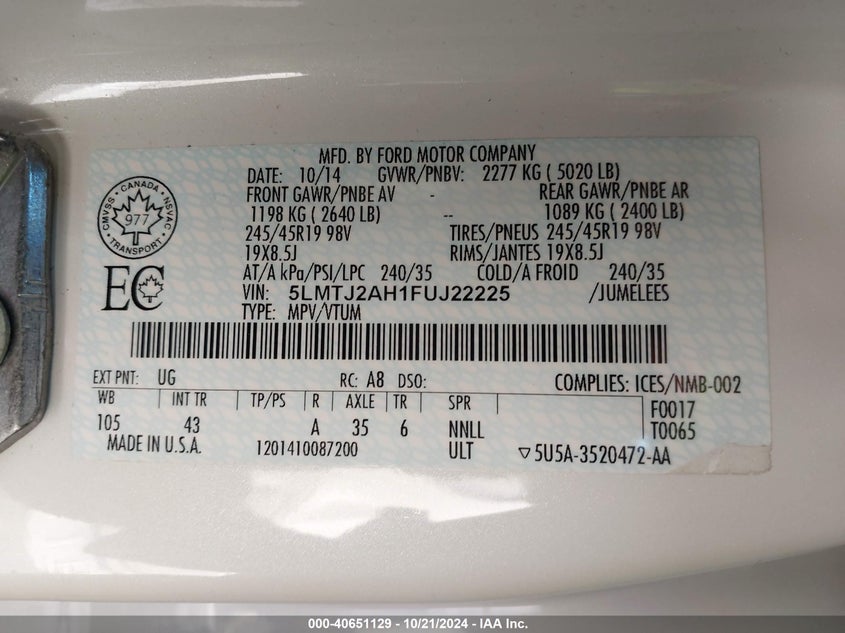 MFD. BY FORD MOTOR COMPANY
DATE: 10/14 GVWR/PNBV: 2277 KG ( 5020 LB)
FRONT GAWR/PNBE AV - REAR GAWR/PNBE AR
1198 KG ( 2640 LB) -- 1089 KG ( 2400 LB)
245/45R19 98V TIRES/PNEUS 245/45R19 98V
19X8.5J RIMS/JANTES 19X8.5J
AT/A kPa/PSI/LPC 240/35 COLD/A FROID 240/35
VIN: 5LMTJ2AH1FUJ22225 /JUMELEES
TYPE: MPV/VTUM
CMVSS · CANADA · NSVAC
977
· TRANSPORT ·
EC
EXT PNT: UG RC: A8 DSO: COMPLIES: ICES/NMB-002
WB INT TR TP/PS R AXLE TR SPR F0017
105 43 A 35 6 NNLL T0065
MADE IN U.S.A. 1201410087200 ULT ▽5U5A-3520472-AA
000-40651129 - 10/21/2024 - IAA Inc.